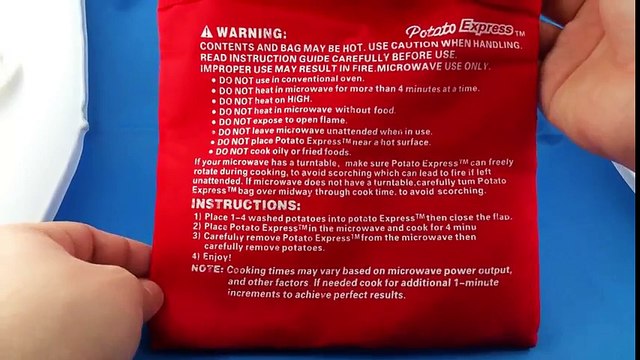 ⚠ WARNING:
Potato Express™
CONTENTS AND BAG MAY BE HOT. USE CAUTION WHEN HANDLING.
READ INSTRUCTION GUIDE CAREFULLY BEFORE USE.
IMPROPER USE MAY RESULT IN FIRE.MICROWAVE USE ONLY.
• DO NOT use in conventional oven.
• DO NOT heat in microwave for more than 4 minutes at a time.
• DO NOT heat on HiGH.
• DO NOT heat in microwave without food.
• DO NOT expose to open flame.
• DO NOT leave microwave unattended when in use.
• DO NOT place Potato Express™ near a hot surface.
• DO NOT cook oily or fried foods.
If your microwave has a turntable, make sure Potato Express™ can freely
rotate during cooking, to avoid scorching which can lead to fire if left
unattended. If microwave does not have a turntable,carefully turn Potato
Express™ bag over midway through cook time. to avoid scorching.
INSTRUCTIONS:
1) Place 1-4 washed potatoes into potato Express™ then close the flap.
2) Place Potato Express™ in the microwave and cook for 4 minu
3) Carefully remove Potato Express™ from the microwave then
carefully remove potatoes.
4) Enjoy!
NOTE: Cooking times may vary based on microwave power output,
and other factors. If needed cook for additional 1-minute
increments to achieve perfect results.